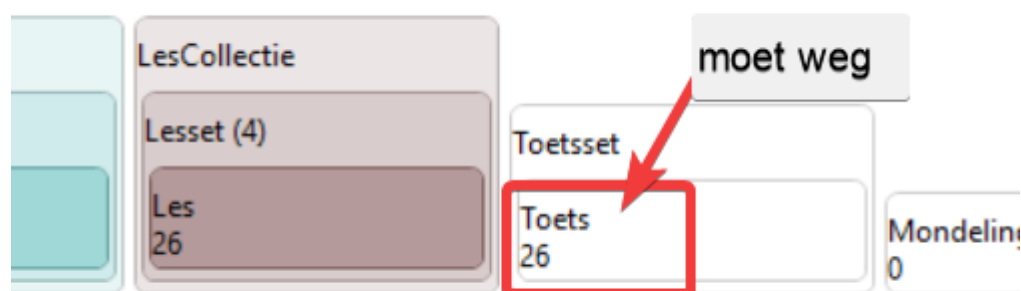 LesCollectie
moet weg
Lesset (4)
Toetsset
Les
26
Toets
26
Mondeling
0